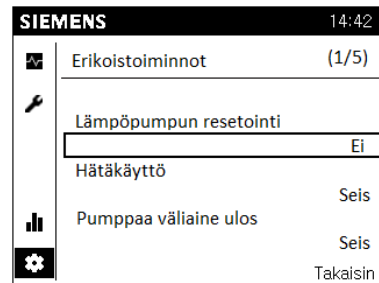 SIEMENS 14:42
Erikoistoiminnot (1/5)
Lämpöpumpun resetointi
Ei
Hätäkäyttö
Seis
Pumppaa väliaine ulos
Seis
Takaisin